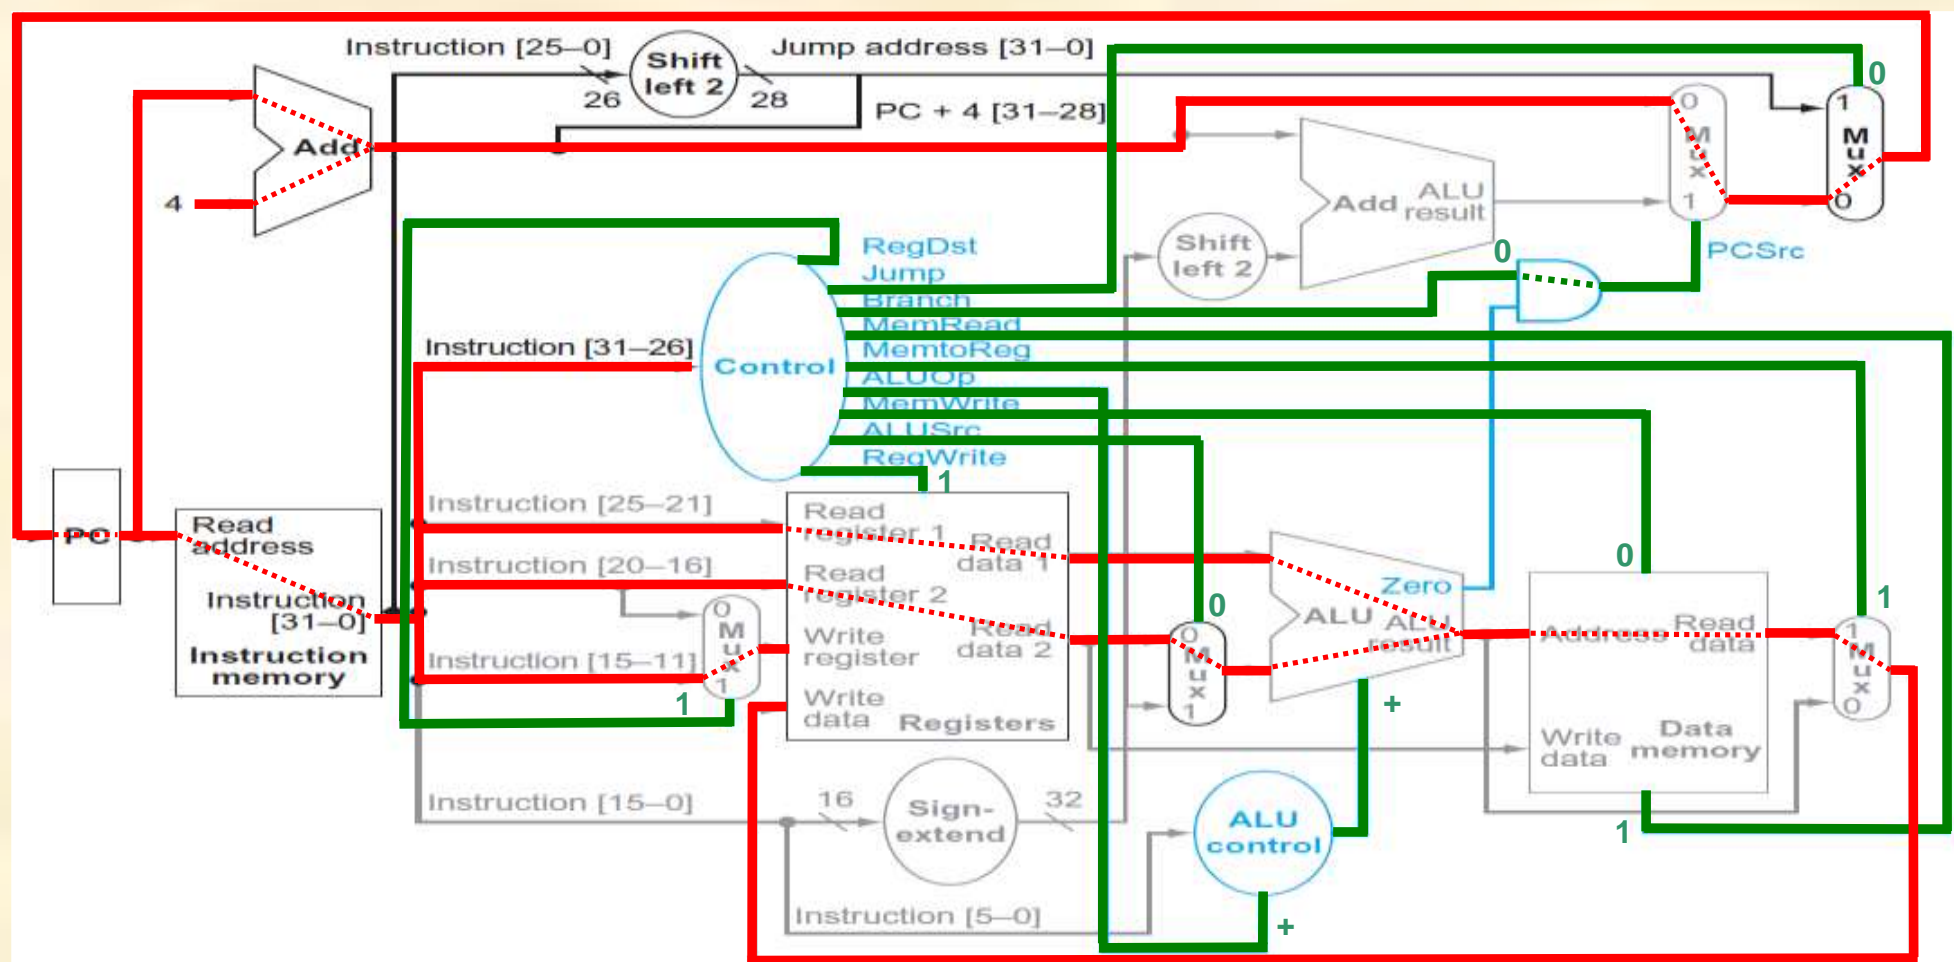 Instruction [25–0]
Shift
left 2
Jump address [31–0]
26
28
PC + 4 [31–28]
0
1
M
u
x
0
0
M
u
x
1
Add
4
Add
ALU
result
Shift
left 2
RegDst
Jump
Branch
MemRead
MemtoReg
ALUOp
MemWrite
ALUSrc
RegWrite
0
PCSrc
Instruction [31–26]
Control
1
PC
Read
address
Instruction
[31–0]
Instruction
memory
Instruction [25–21]
Instruction [20–16]
Instruction [15–11]
0
M
u
x
1
1
Read
register 1
Read
register 2
Write
register
Write
data
Read
data 1
Read
data 2
Registers
0
0
M
u
x
1
Zero
ALU
ALU
result
+
0
Address
Read
data
Write
data
Data
memory
1
1
1
M
u
x
0
Instruction [15–0]
16
Sign-
extend
32
ALU
control
Instruction [5–0]
+